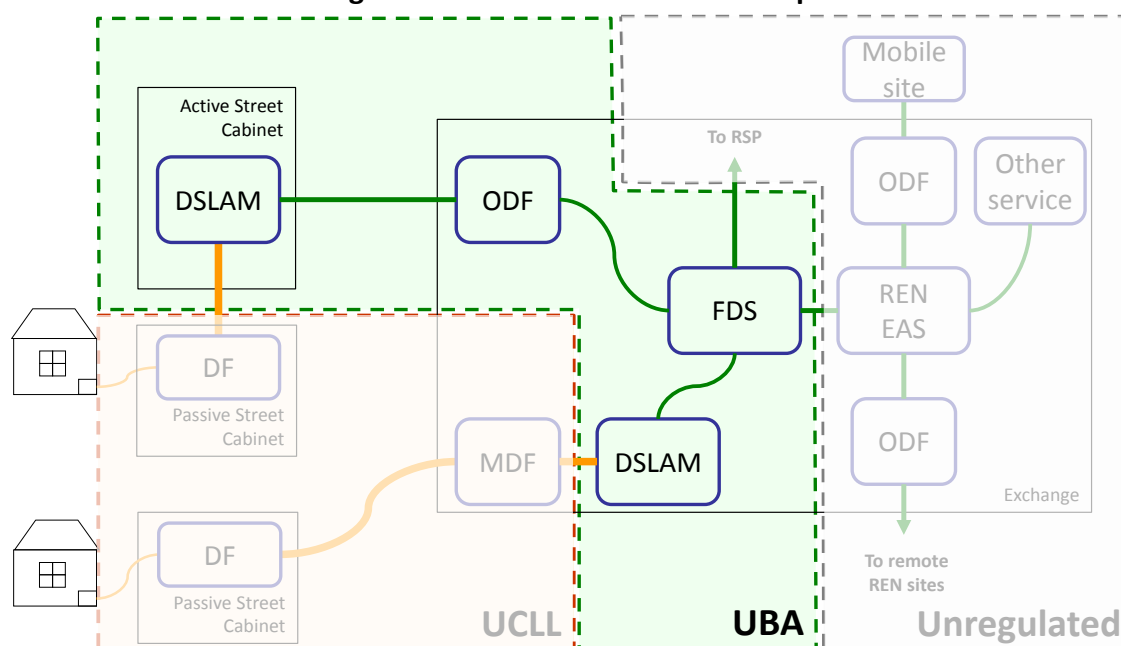 Active Street
Cabinet
DSLAM
ODF
To RSP
Mobile
site
ODF
Other
service
FDS
REN
EAS
DF
Passive Street
Cabinet
MDF
DSLAM
ODF
Exchange
DF
Passive Street
Cabinet
To remote
REN sites
UCLL
UBA
Unregulated